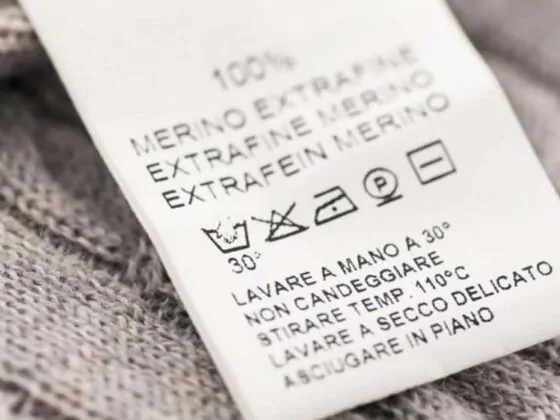 100%
MERINO EXTRAFINE
EXTRAFINE MERINO
EXTRAFEIN MERINO
P
30°
LAVARE A MANO A 30°
NON CANDEGGIARE
STIRARE TEMP. 110°C
LAVARE A SECCO DELICATO
ASCIUGARE IN PIANO